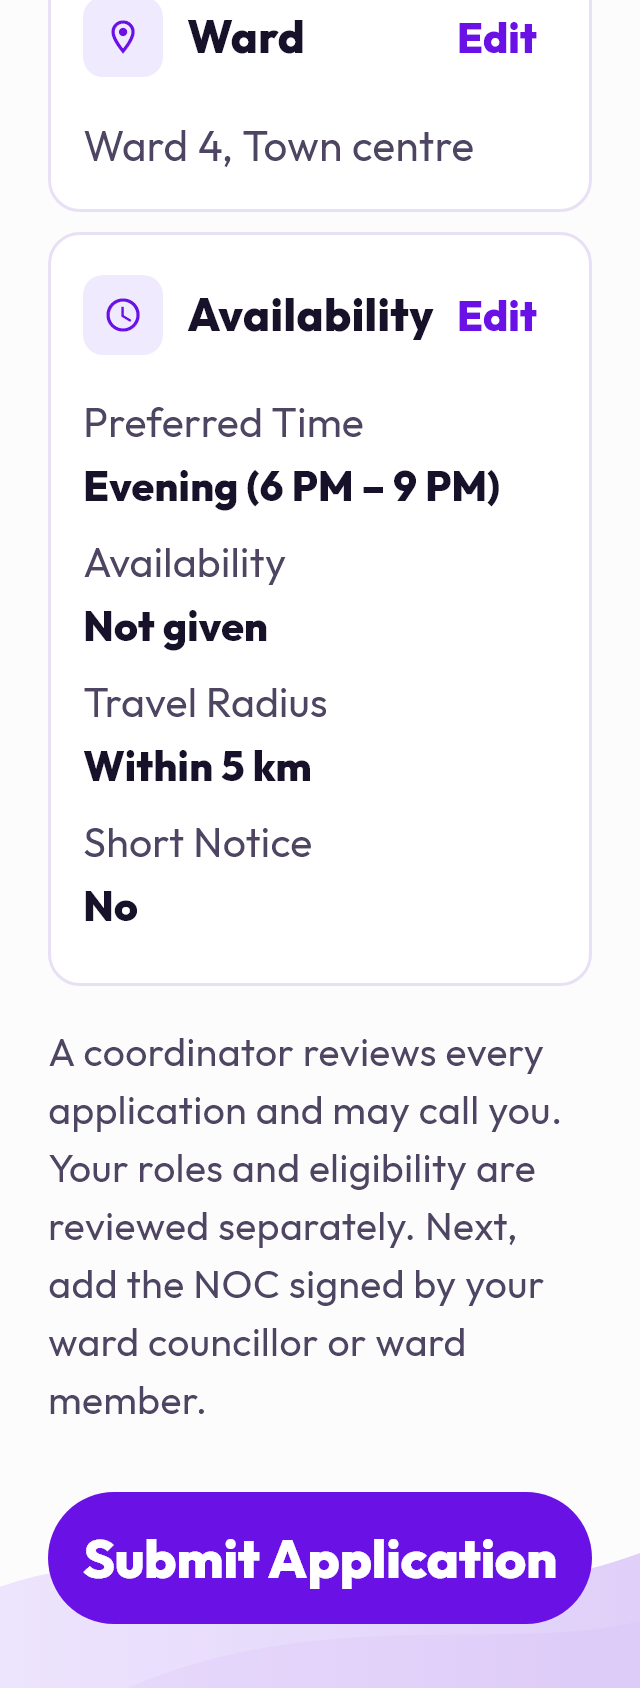 Ward Edit
Ward 4, Town centre
Availability Edit
Preferred Time
Evening (6 PM – 9 PM)
Availability
Not given
Travel Radius
Within 5 km
Short Notice
No
A coordinator reviews every
application and may call you.
Your roles and eligibility are
reviewed separately. Next,
add the NOC signed by your
ward councillor or ward
member.
Submit Application